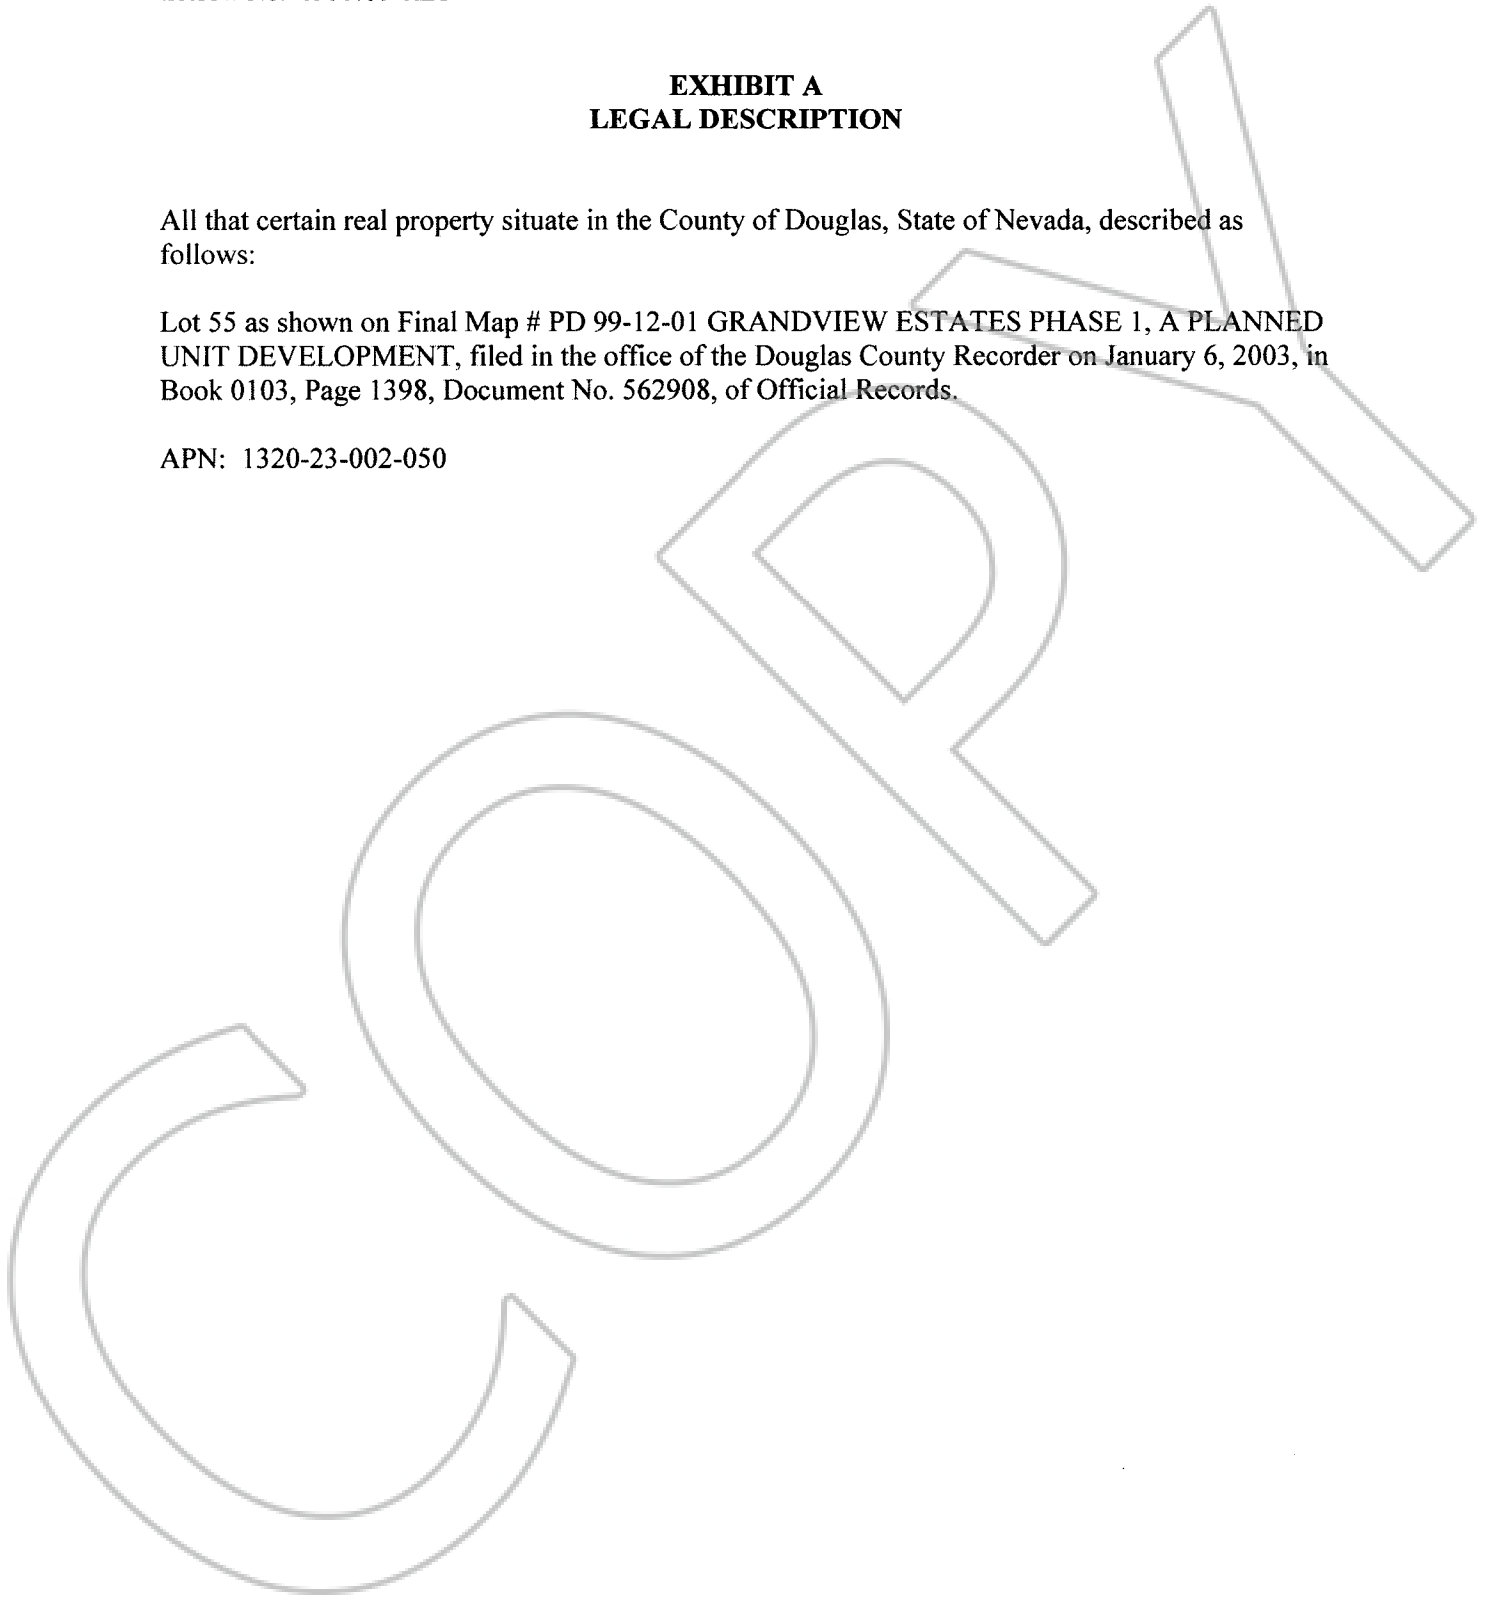 EXHIBIT A
LEGAL DESCRIPTION
All that certain real property situate in the County of Douglas, State of Nevada, described as
follows:
Lot 55 as shown on Final Map # PD 99-12-01 GRANDVIEW ESTATES PHASE 1, A PLANNED
UNIT DEVELOPMENT, filed in the office of the Douglas County Recorder on January 6, 2003, in
Book 0103, Page 1398, Document No. 562908, of Official Records.
APN: 1320-23-002-050
COPY